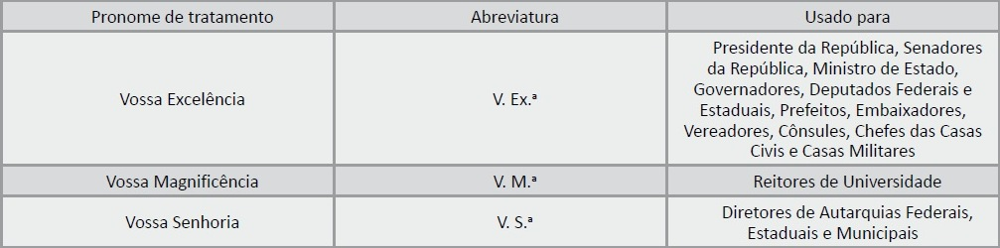 Pronome de tratamento Abreviatura Usado para
Vossa Excelência V. Ex.ª Presidente da República, Senadores
da República, Ministro de Estado,
Governadores, Deputados Federais e
Estaduais, Prefeitos, Embaixadores,
Vereadores, Cônsules, Chefes das Casas
Civis e Casas Militares
Vossa Magnificência V. M.ª Reitores de Universidade
Vossa Senhoria V. S.ª Diretores de Autarquias Federais,
Estaduais e Municipais